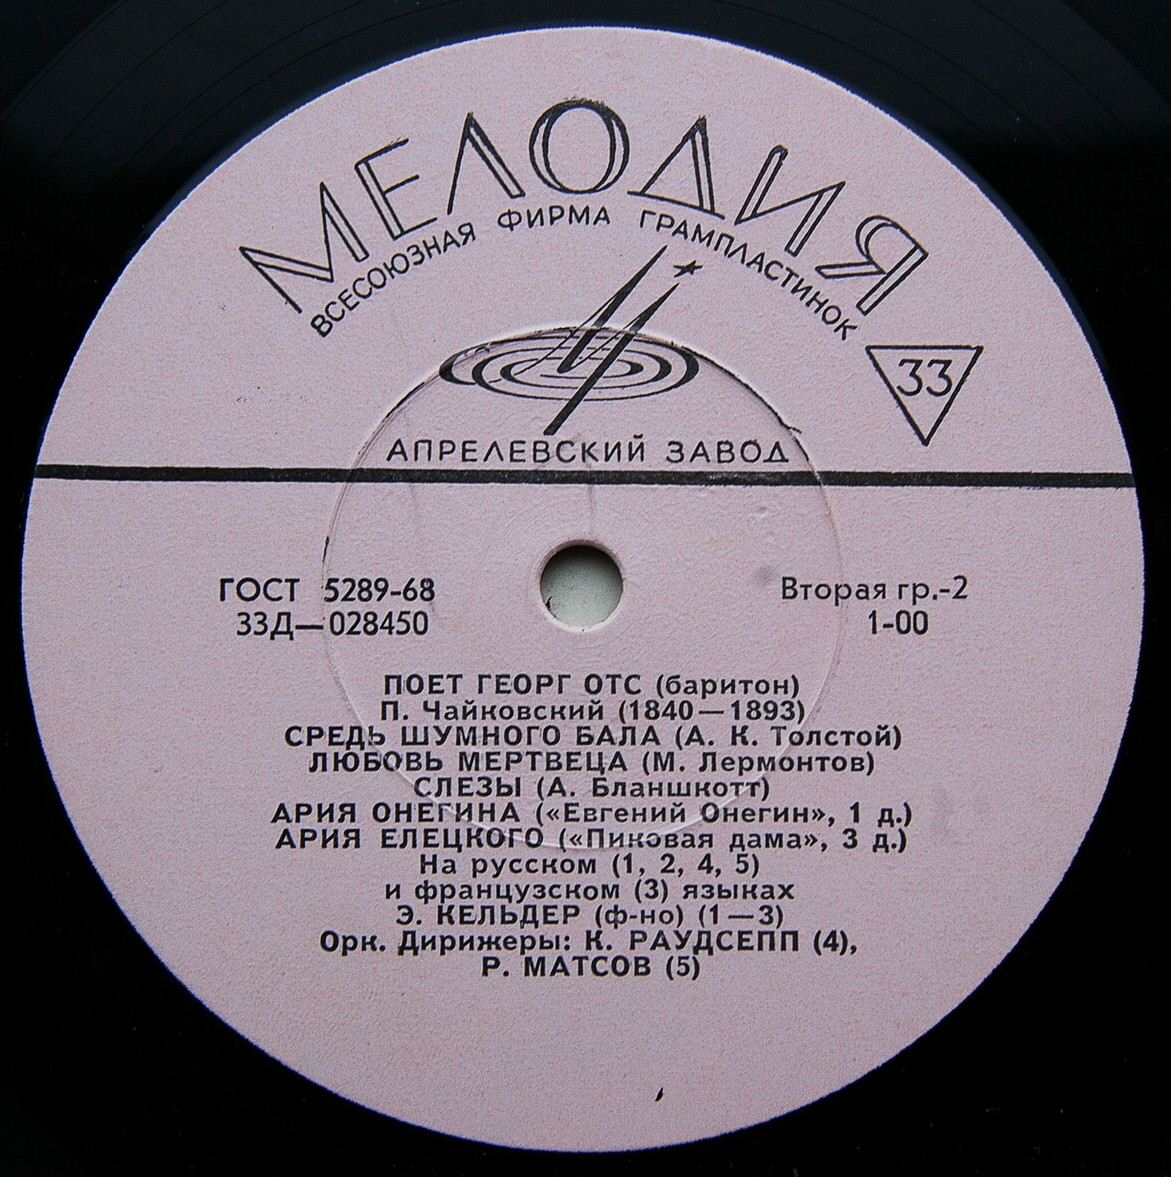 МЕЛОДИЯ
ВСЕСОЮЗНАЯ ФИРМА ГРАМПЛАСТИНОК
33
АПРЕЛЕВСКИЙ ЗАВОД
ГОСТ 5289-68
33Д—028450
Вторая гр.-2
1-00
ПОЕТ ГЕОРГ ОТС (баритон)
П. Чайковский (1840—1893)
СРЕДЬ ШУМНОГО БАЛА (А. К. Толстой)
ЛЮБОВЬ МЕРТВЕЦА (М. Лермонтов)
СЛЕЗЫ (А. Бланшкотт)
АРИЯ ОНЕГИНА («Евгений Онегин», 1 д.)
АРИЯ ЕЛЕЦКОГО («Пиковая дама», 3 д.)
На русском (1, 2, 4, 5)
и французском (3) языках
Э. КЕЛЬДЕР (ф-но) (1—3)
Орк. Дирижеры: К. РАУДСЕПП (4),
Р. МАТСОВ (5)